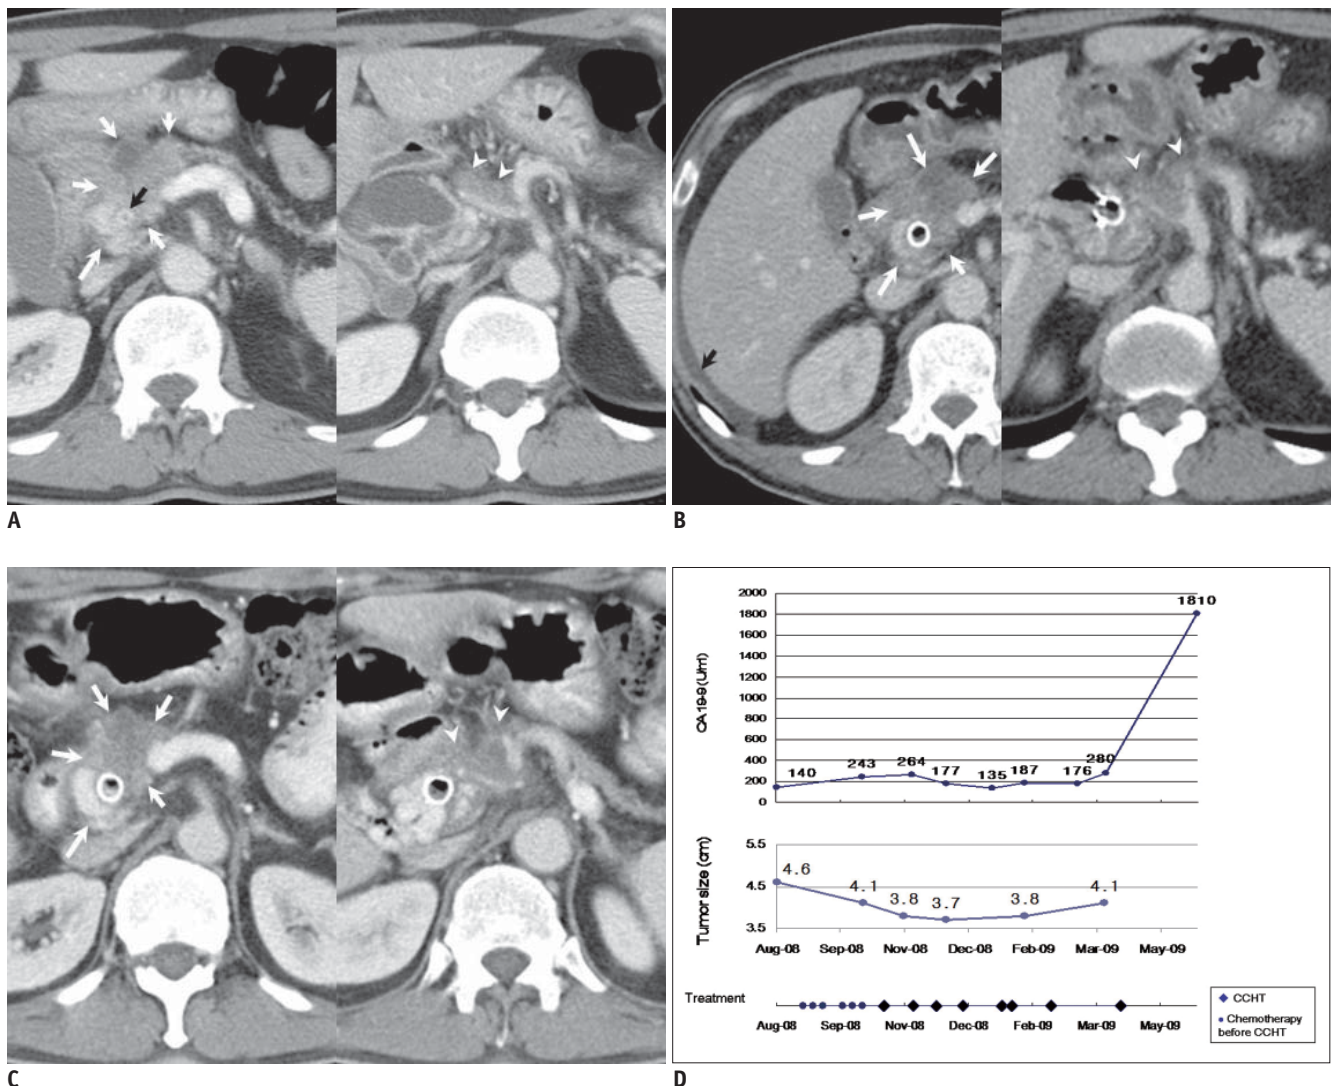 A
B
2000
1800
1600
1400
1200
1000
800
600
400
200
0
CA 19-9 (U/ml)
140
243
264
177
135
187
176
280
1810
5.5
4.5
3.5
Tumor size (cm)
4.6
4.1
3.8
3.7
3.8
4.1
Aug-08 Sep-08 Nov-08 Dec-08 Feb-09 Mar-09 May-09
Treatment
Aug-08 Sep-08 Nov-08 Dec-08 Feb-09 Mar-09 May-09
CCHT
Chemotherapy
before CCHT
C
D